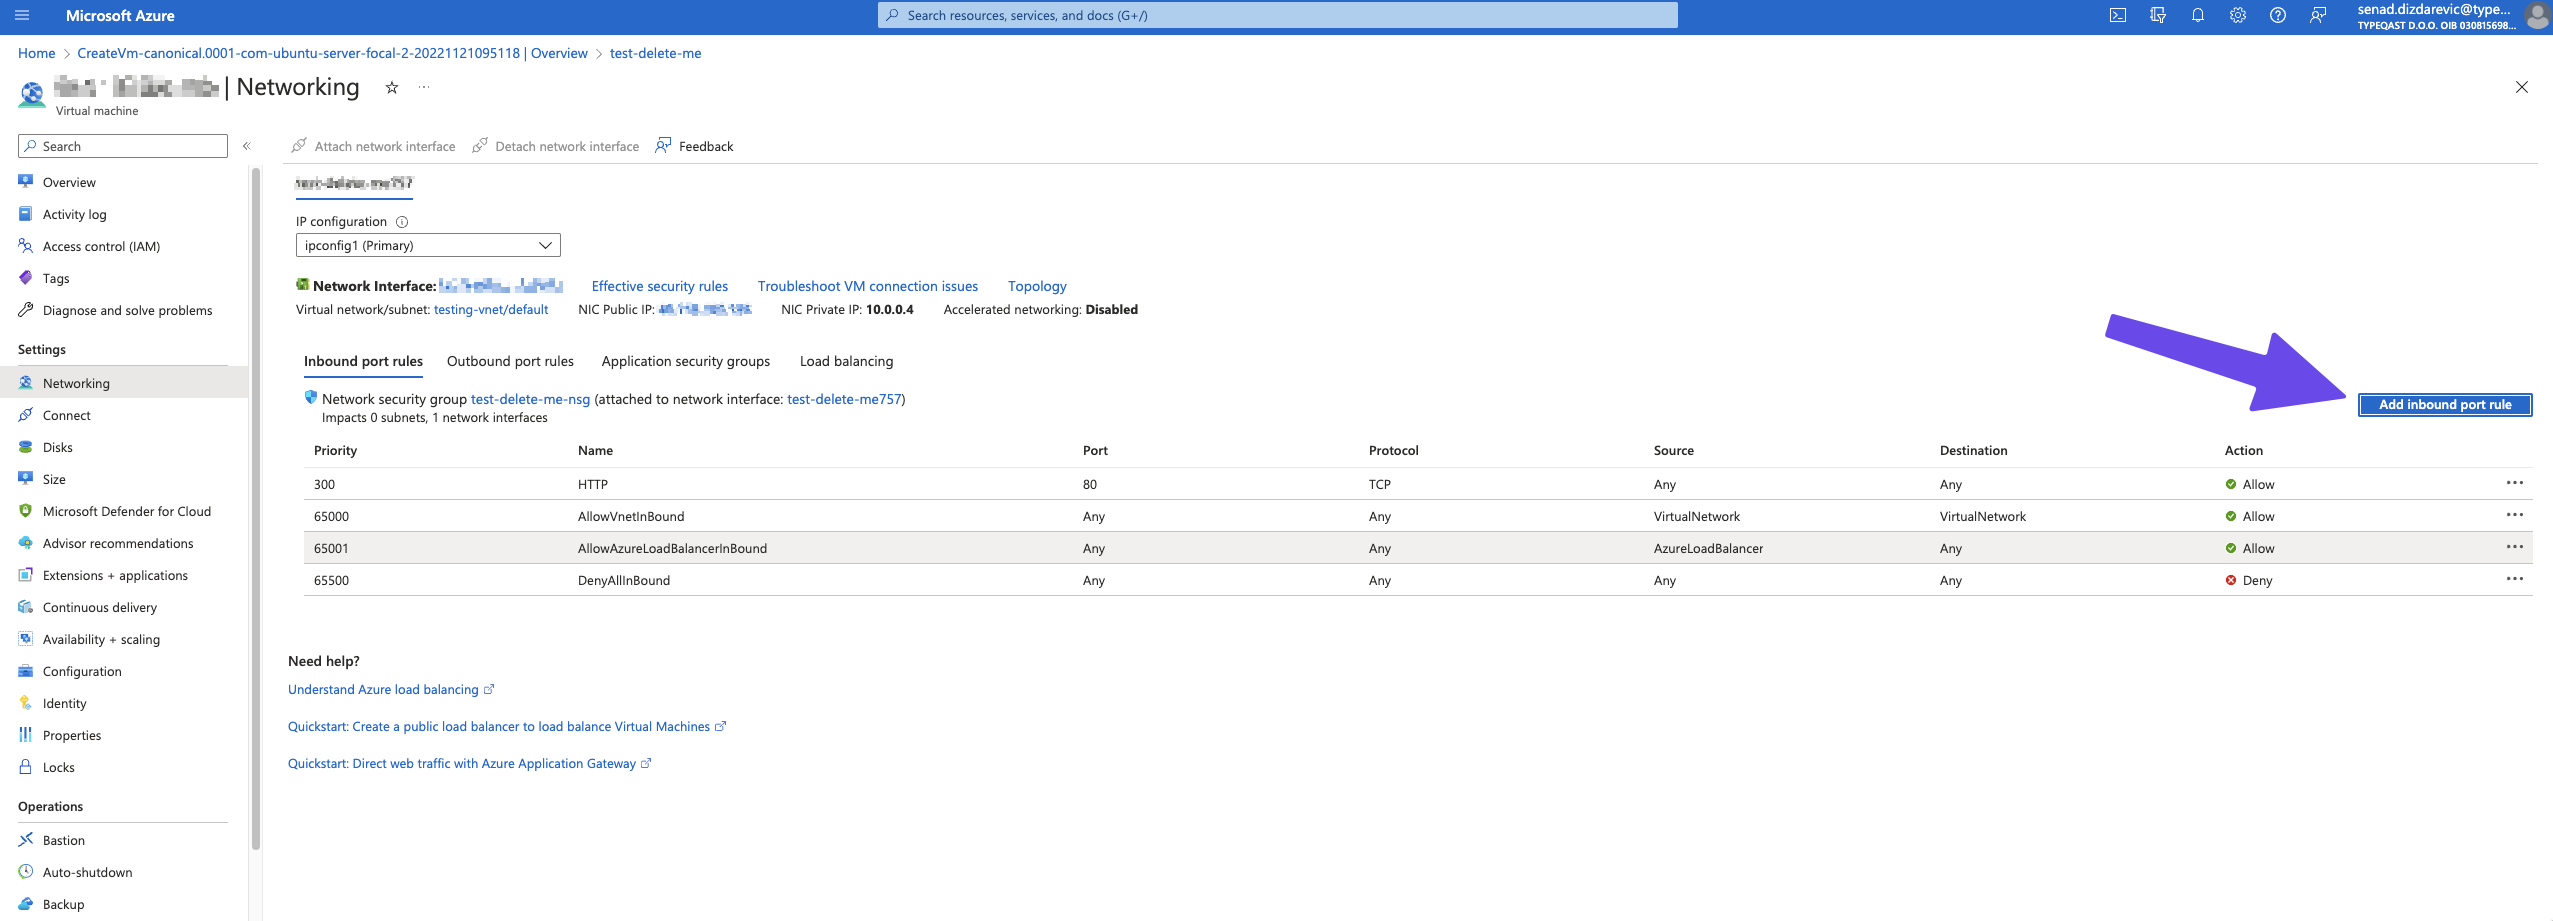 Microsoft Azure
Search resources, services, and docs (G+/)
senad.dizdarevic@type...
TYPEQAST D.O.O. OIB 030815698...
Home > CreateVm-canonical.0001-com-ubuntu-server-focal-2-20221121095118 | Overview > test-delete-me
| Networking
Virtual machine
Search
Attach network interface Detach network interface Feedback
Overview
Activity log
Access control (IAM)
Tags
Diagnose and solve problems
Settings
Networking
Connect
Disks
Size
Microsoft Defender for Cloud
Advisor recommendations
Extensions + applications
Continuous delivery
Availability + scaling
Configuration
Identity
Properties
Locks
Operations
Bastion
Auto-shutdown
Backup
IP configuration
ipconfig1 (Primary)
Network Interface: Effective security rules Troubleshoot VM connection issues Topology
Virtual network/subnet: testing-vnet/default NIC Public IP: NIC Private IP: 10.0.0.4 Accelerated networking: Disabled
Inbound port rules Outbound port rules Application security groups Load balancing
Network security group test-delete-me-nsg (attached to network interface: test-delete-me757)
Impacts 0 subnets, 1 network interfaces
Add inbound port rule
Priority Name Port Protocol Source Destination Action
300 HTTP 80 TCP Any Any Allow
65000 AllowVnetInBound Any Any VirtualNetwork VirtualNetwork Allow
65001 AllowAzureLoadBalancerInBound Any Any AzureLoadBalancer Any Allow
65500 DenyAllInBound Any Any Any Any Deny
Need help?
Understand Azure load balancing
Quickstart: Create a public load balancer to load balance Virtual Machines
Quickstart: Direct web traffic with Azure Application Gateway